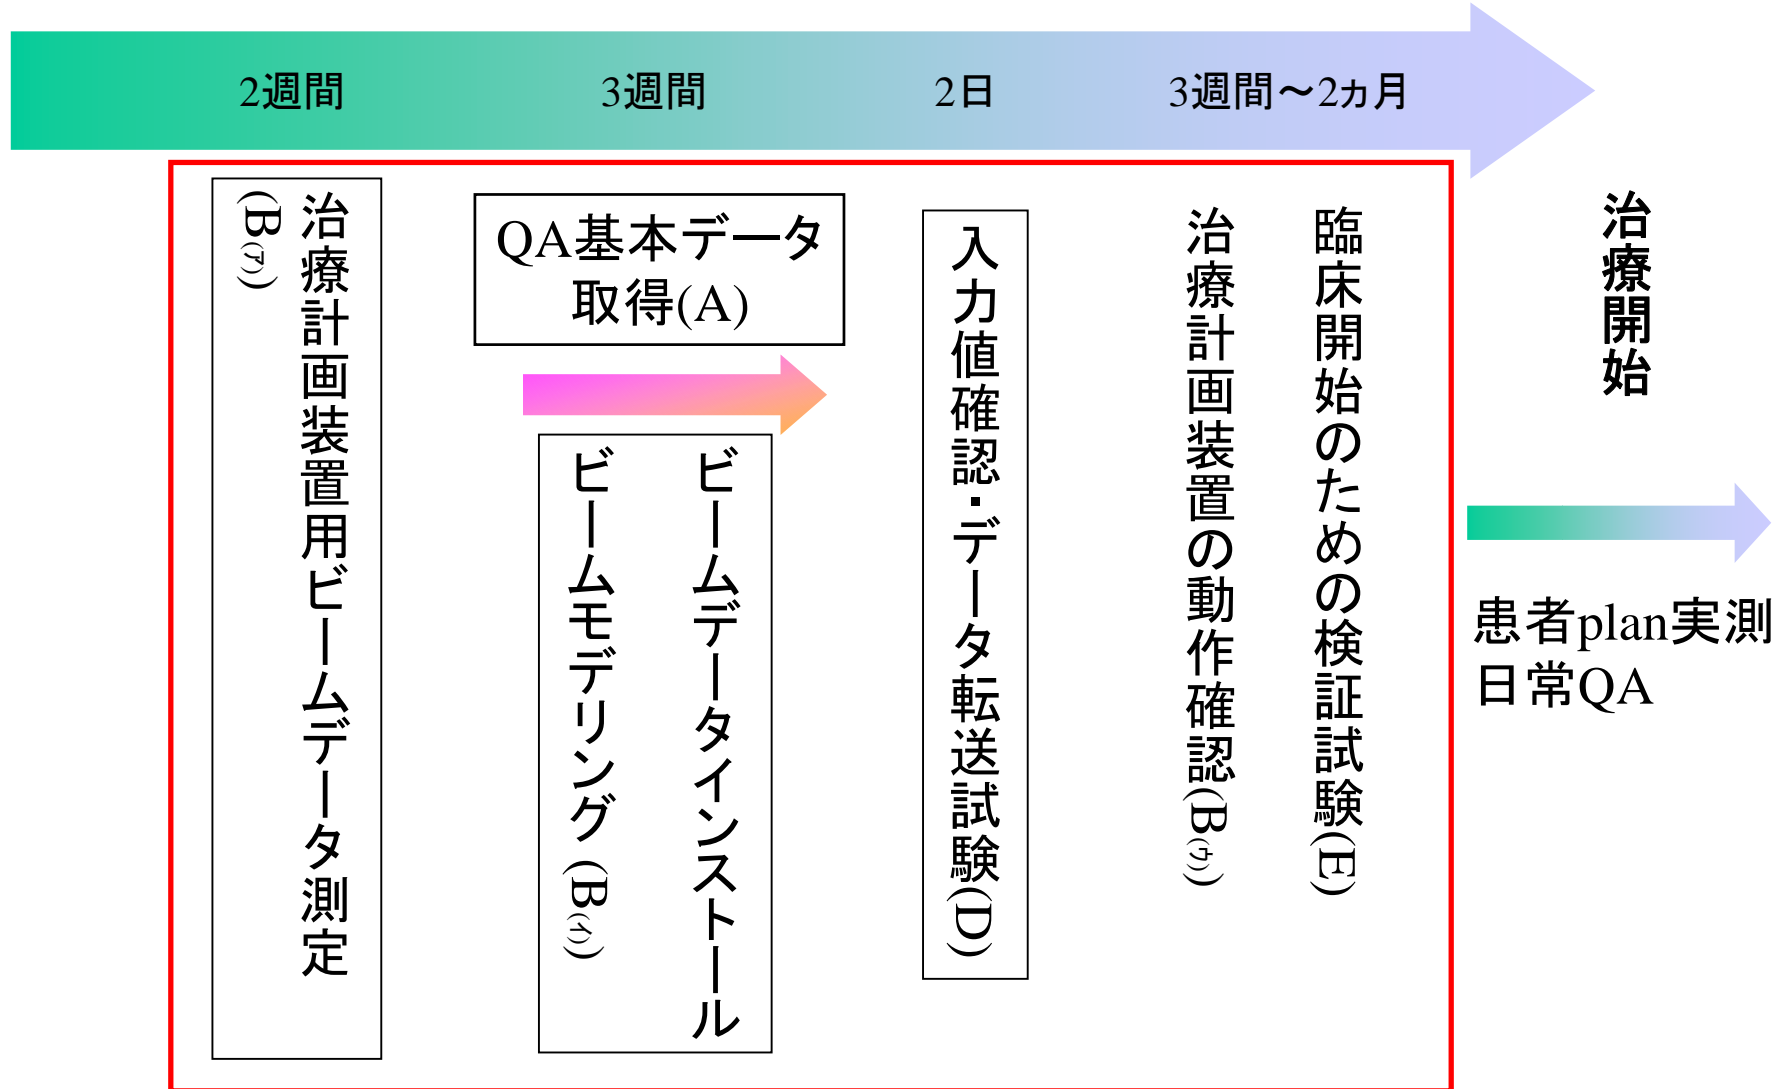 2週間
3週間
2日
3週間～2ヵ月
治療計画装置用ビームデータ測定
(B(ア))
QA基本データ
取得(A)
ビームデータインストール
ビームモデリング(B(イ))
入力値確認・データ転送試験(D)
治療計画装置の動作確認(B(ウ))
臨床開始のための検証試験(E)
治療開始
患者plan実測
日常QA